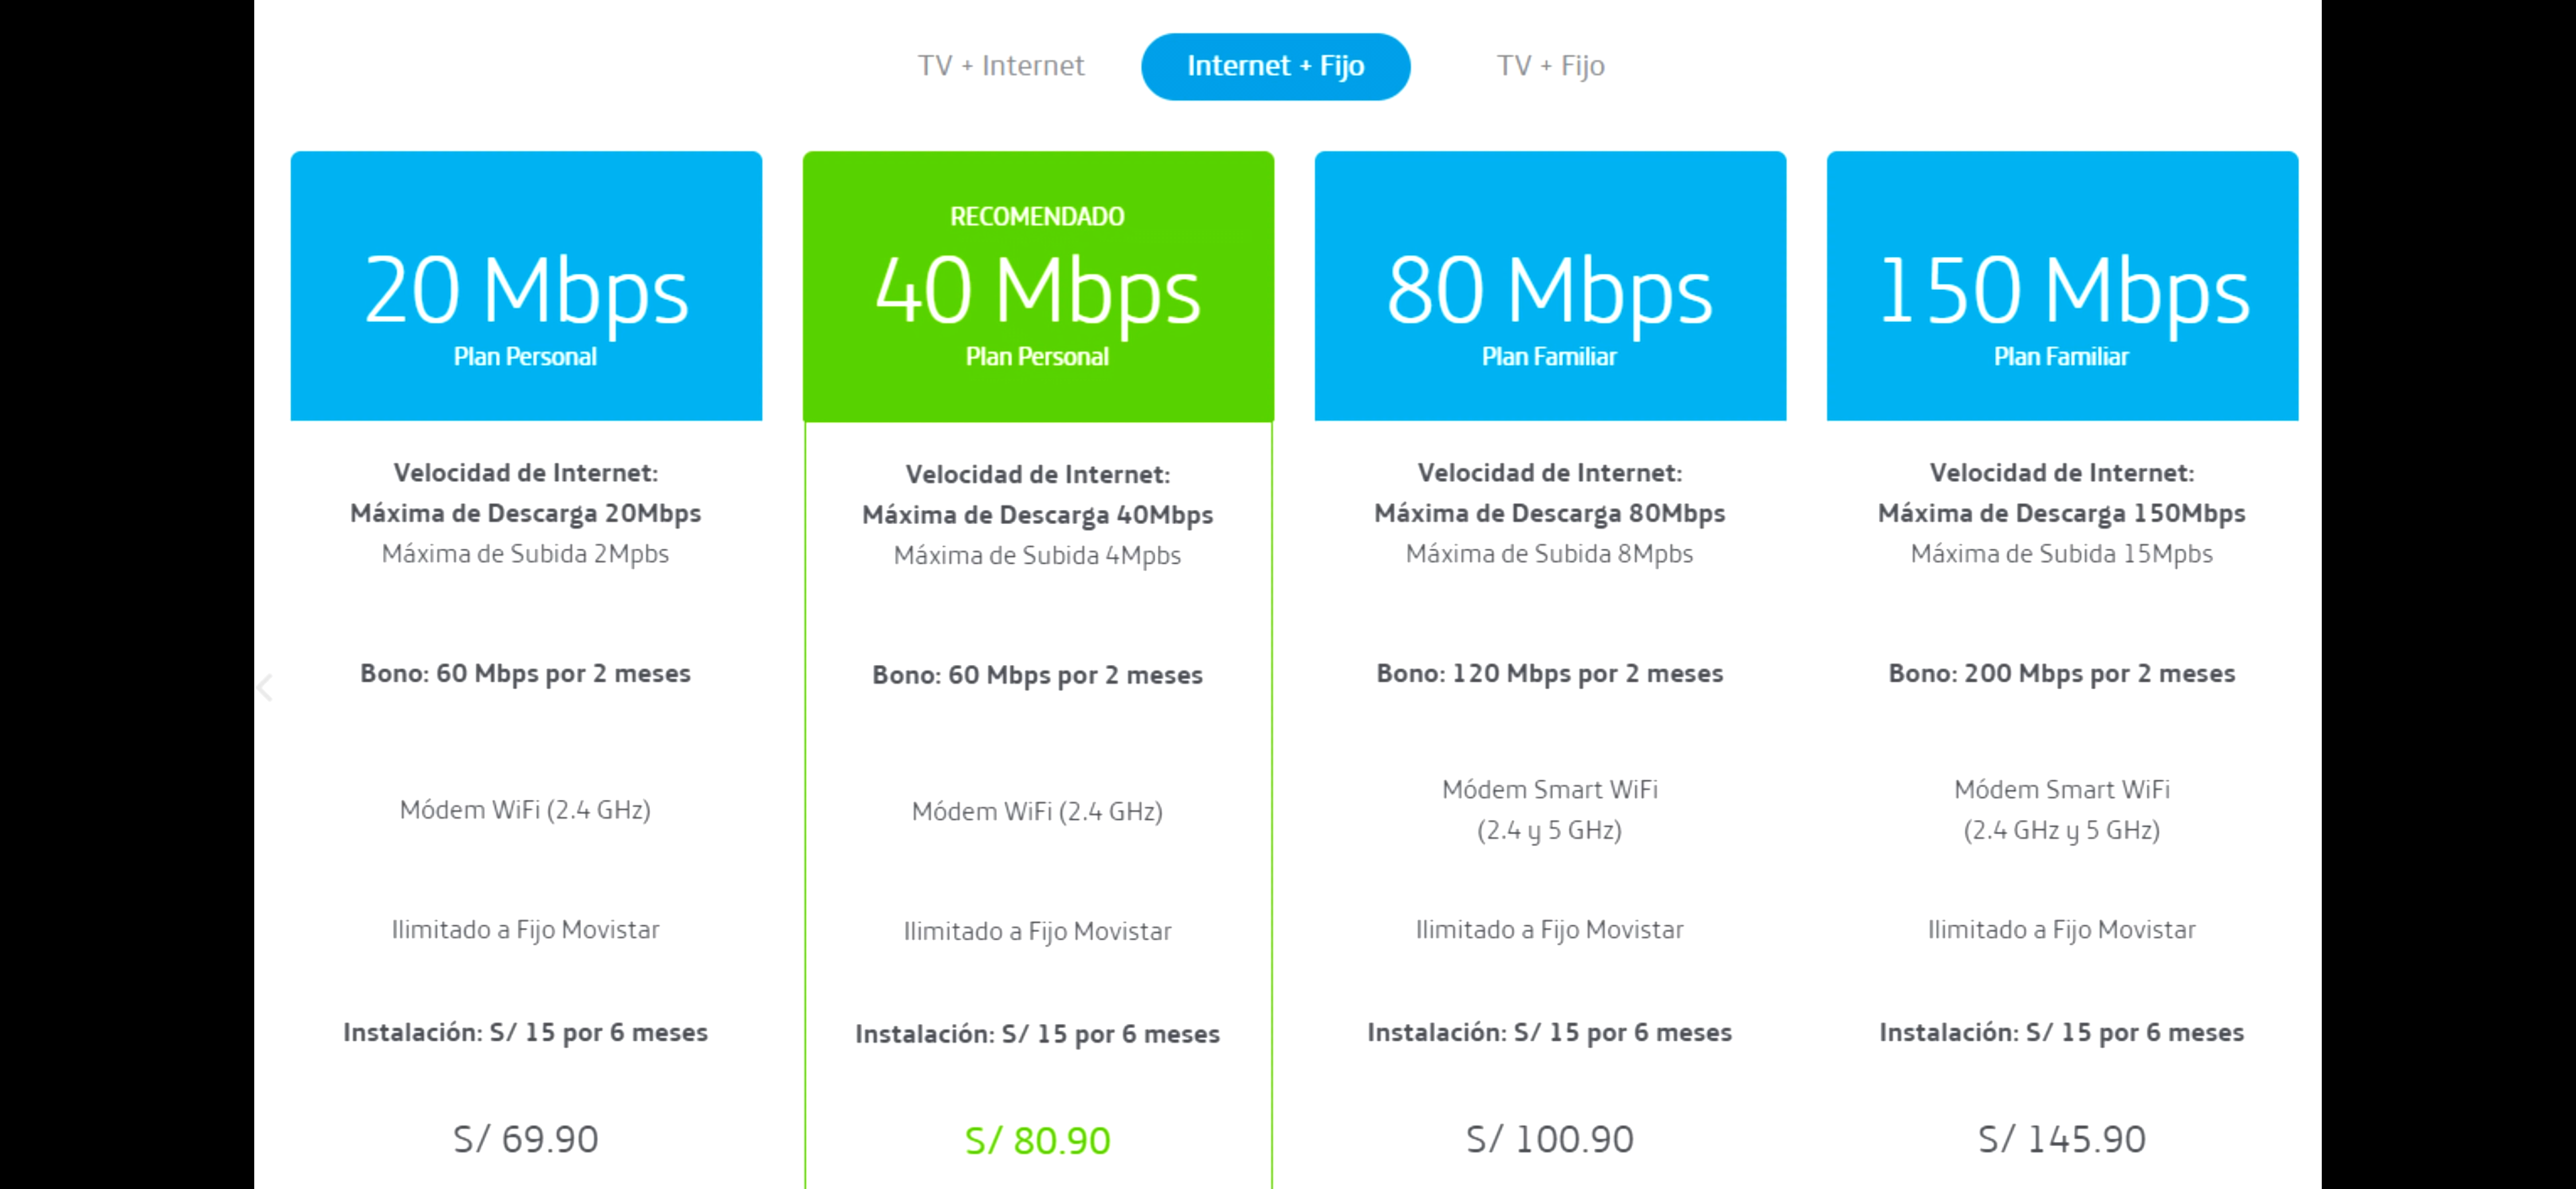 TV + Internet
Internet + Fijo
TV + Fijo
20 Mbps
Plan Personal
Velocidad de Internet:
Máxima de Descarga 20Mbps
Máxima de Subida 2Mpbs
Bono: 60 Mbps por 2 meses
Módem WiFi (2.4 GHz)
Ilimitado a Fijo Movistar
Instalación: S/ 15 por 6 meses
S/ 69.90
RECOMENDADO
40 Mbps
Plan Personal
Velocidad de Internet:
Máxima de Descarga 40Mbps
Máxima de Subida 4Mpbs
Bono: 60 Mbps por 2 meses
Módem WiFi (2.4 GHz)
Ilimitado a Fijo Movistar
Instalación: S/ 15 por 6 meses
S/ 80.90
80 Mbps
Plan Familiar
Velocidad de Internet:
Máxima de Descarga 80Mbps
Máxima de Subida 8Mpbs
Bono: 120 Mbps por 2 meses
Módem Smart WiFi
(2.4 y 5 GHz)
Ilimitado a Fijo Movistar
Instalación: S/ 15 por 6 meses
S/ 100.90
150 Mbps
Plan Familiar
Velocidad de Internet:
Máxima de Descarga 150Mbps
Máxima de Subida 15Mpbs
Bono: 200 Mbps por 2 meses
Módem Smart WiFi
(2.4 GHz y 5 GHz)
Ilimitado a Fijo Movistar
Instalación: S/ 15 por 6 meses
S/ 145.90